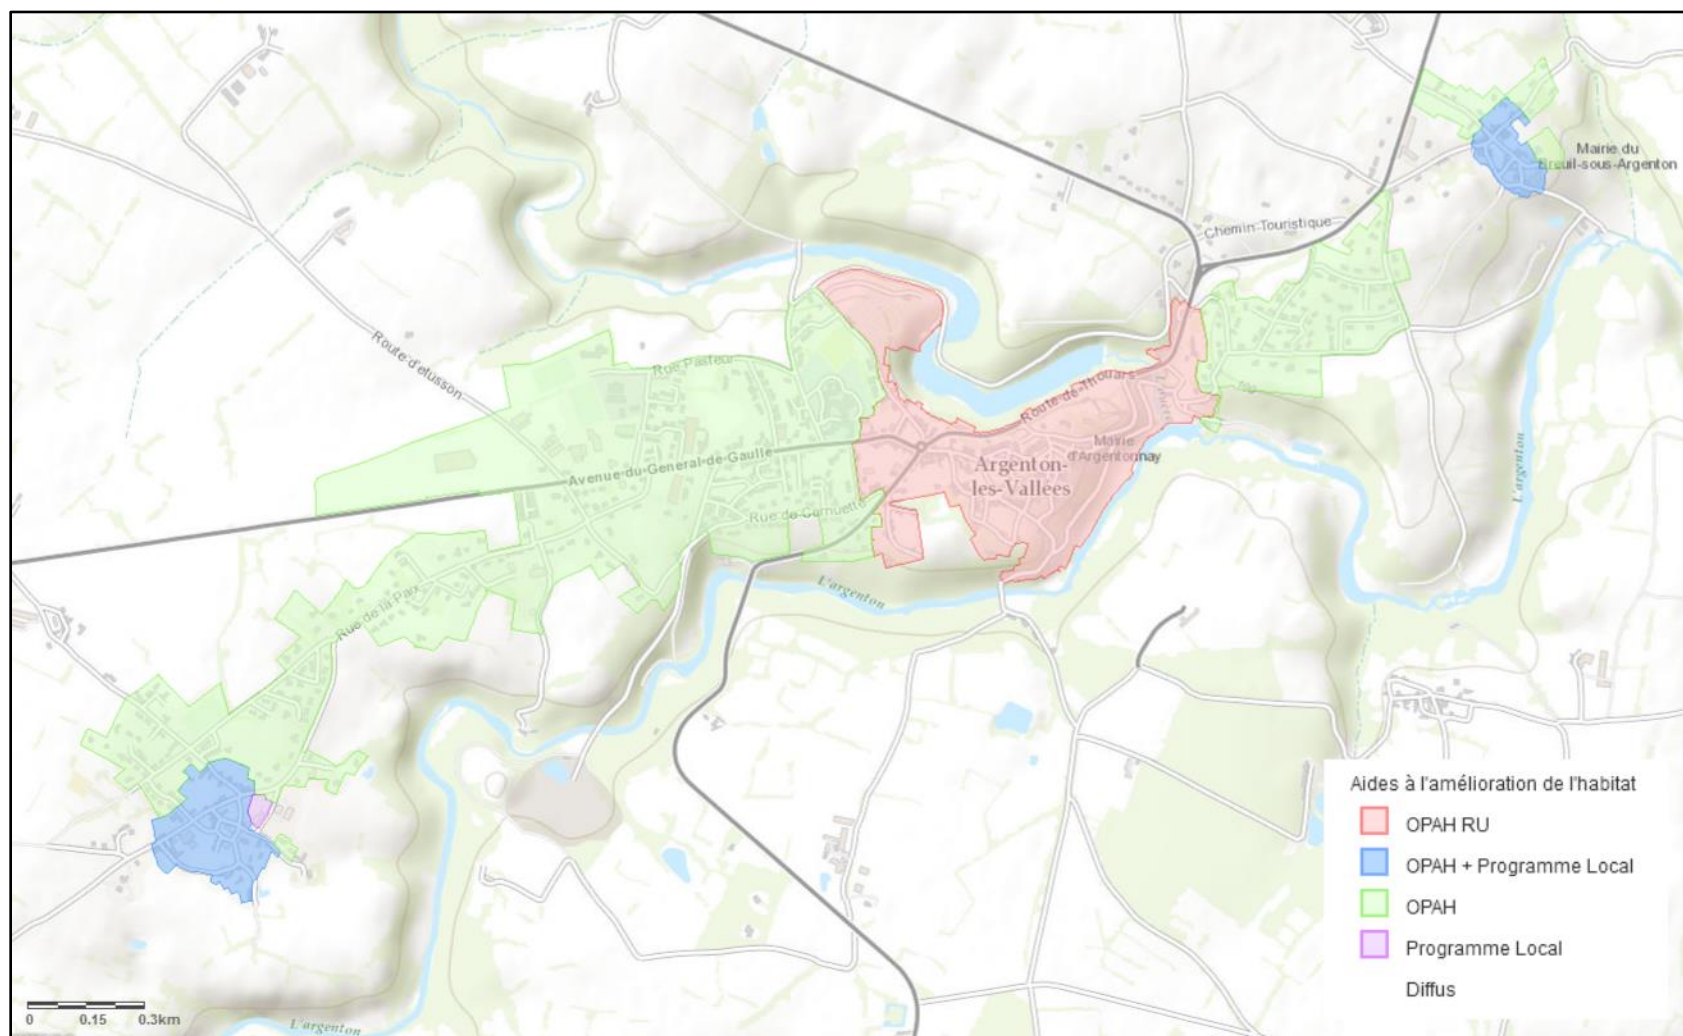 Mairie du
Breuil-sous-Argenton
Chemin-Touristique
Route-d'etusson
Rue Pasteur
Route-de-Thouars
Avenue-du-General-de-Gaulle
Mairie
d'Argentonnay
Argenton-
les-Vallées
Rue-de-Cornuette
L'argenton
L'argenton
Rue-de-la-Paix
Aides à l'amélioration de l'habitat
OPAH RU
OPAH + Programme Local
OPAH
Programme Local
Diffus
0 0.15 0.3km
L'argenton